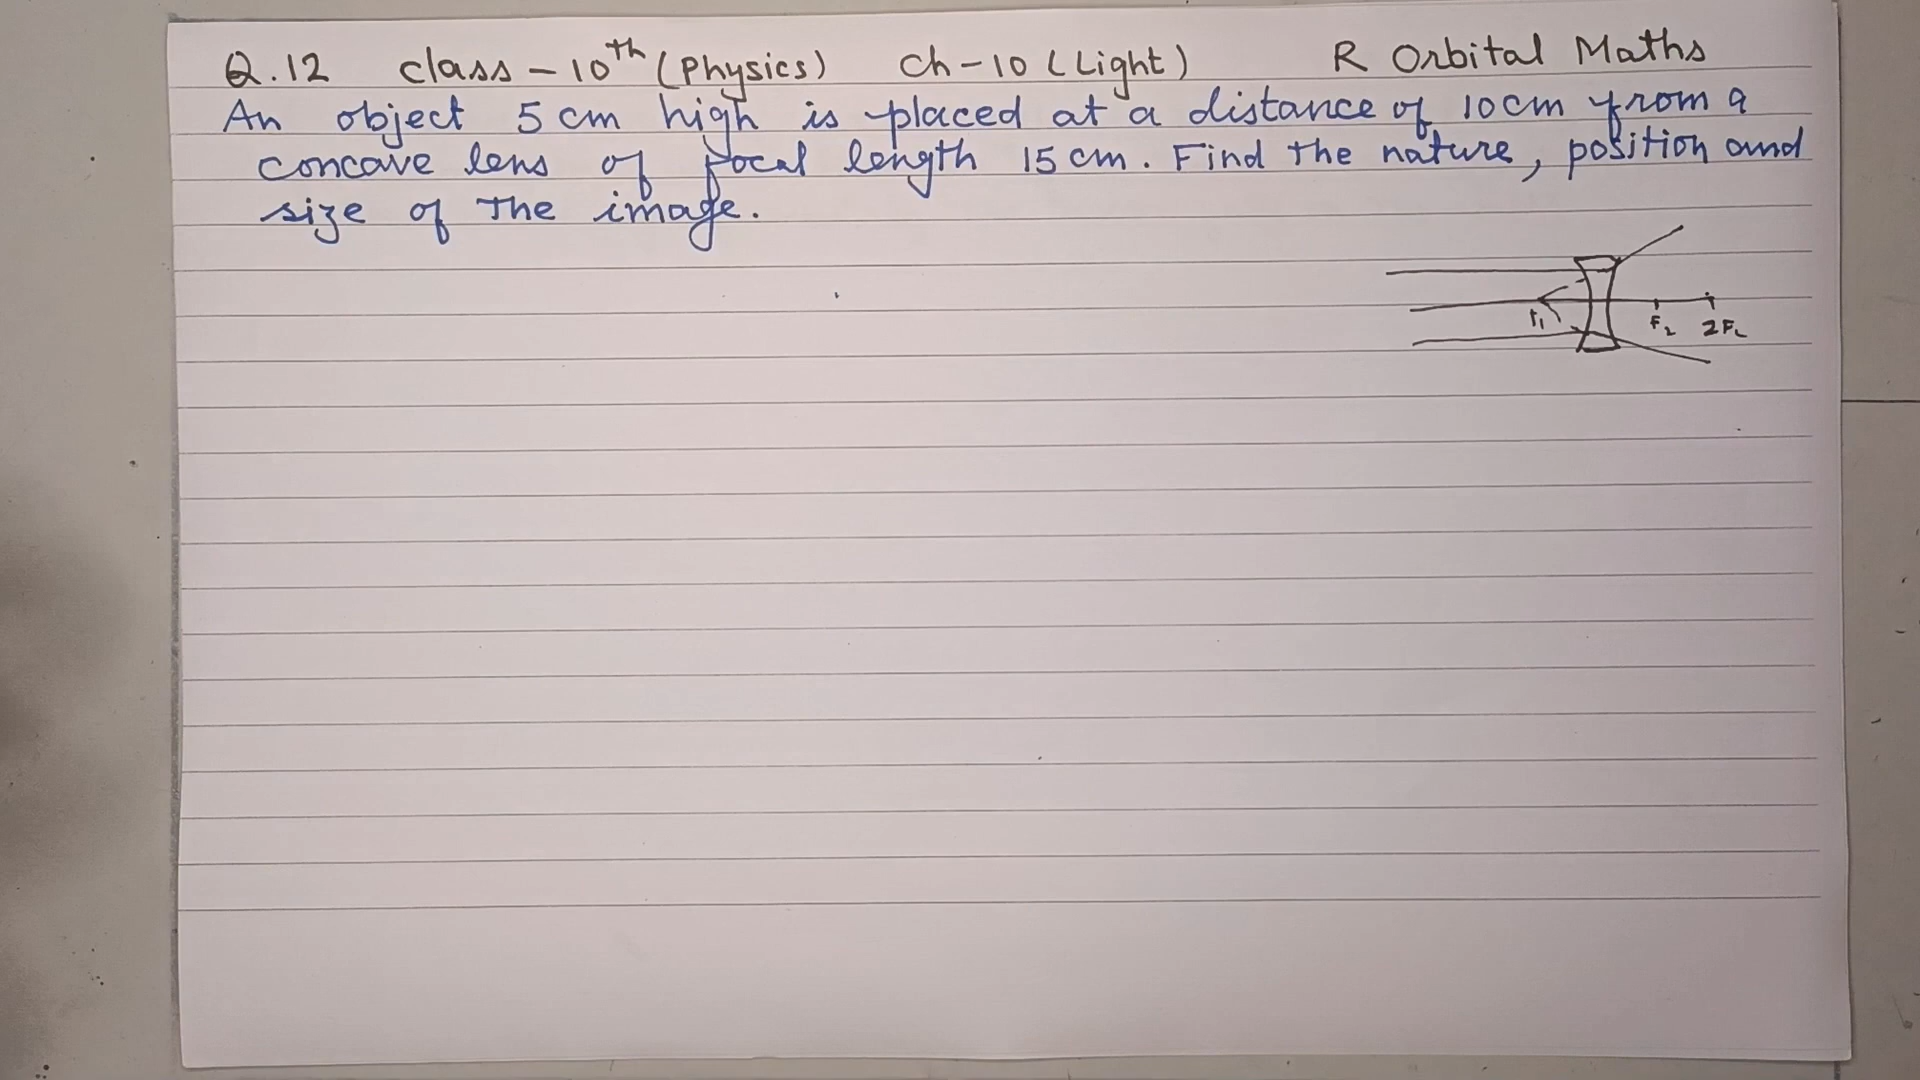 Q.12 class - 10th (Physics) Ch - 10 (Light) R Orbital Maths
An object 5 cm high is placed at a distance of 10 cm from a
concave lens of focal length 15 cm. Find the nature, position and
size of the image.
F1 F2 2F2